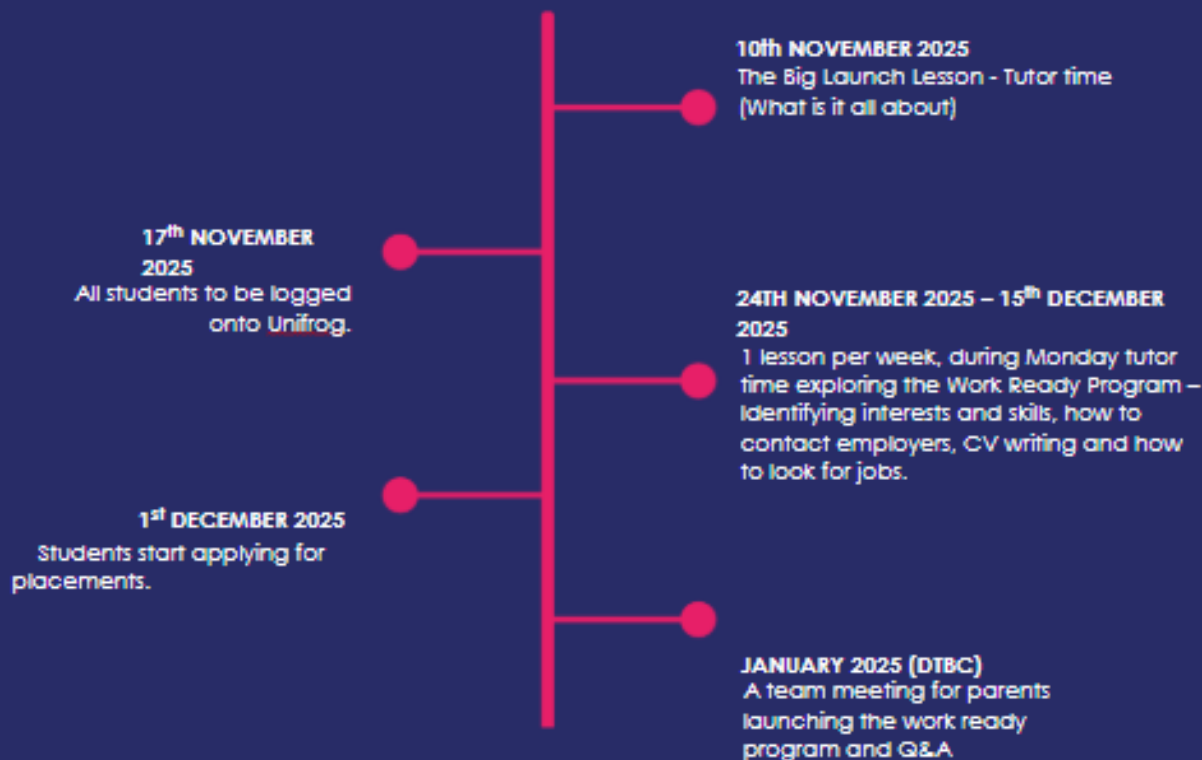 10th NOVEMBER 2025
The Big Launch Lesson - Tutor time
(What is it all about)
17th NOVEMBER
2025
All students to be logged
onto Unifrog.
24TH NOVEMBER 2025 – 15th DECEMBER
2025
1 lesson per week, during Monday tutor
time exploring the Work Ready Program –
Identifying interests and skills, how to
contact employers, CV writing and how
to look for jobs.
1st DECEMBER 2025
Students start applying for
placements.
JANUARY 2025 (DTBC)
A team meeting for parents
launching the work ready
program and Q&A